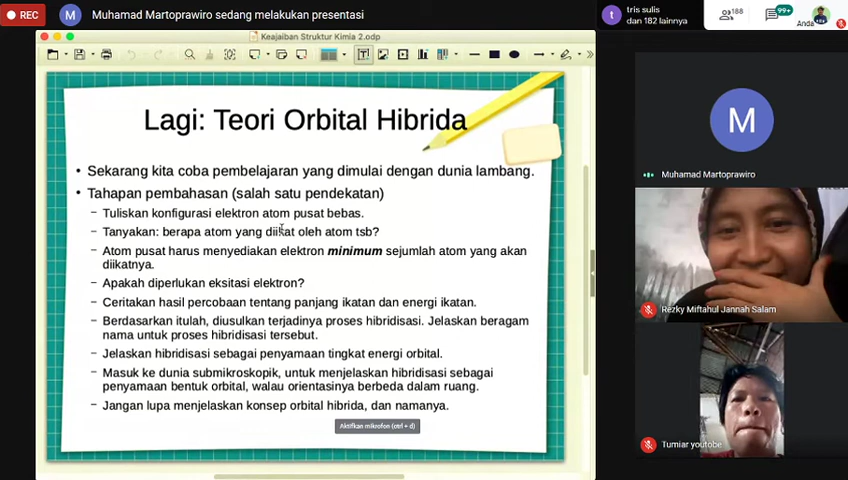 REC
M
Muhamad Martoprawiro sedang melakukan presentasi
t
tris sulis
dan 182 lainnya
188
99+
Anda
Keajaiban Struktur Kimia 2.odp
Lagi: Teori Orbital Hibrida
• Sekarang kita coba pembelajaran yang dimulai dengan dunia lambang.
• Tahapan pembahasan (salah satu pendekatan)
– Tuliskan konfigurasi elektron atom pusat bebas.
– Tanyakan: berapa atom yang diikat oleh atom tsb?
– Atom pusat harus menyediakan elektron minimum sejumlah atom yang akan
diikatnya.
– Apakah diperlukan eksitasi elektron?
– Ceritakan hasil percobaan tentang panjang ikatan dan energi ikatan.
– Berdasarkan itulah, diusulkan terjadinya proses hibridisasi. Jelaskan beragam
nama untuk proses hibridisasi tersebut.
– Jelaskan hibridisasi sebagai penyamaan tingkat energi orbital.
– Masuk ke dunia submikroskopik, untuk menjelaskan hibridisasi sebagai
penyamaan bentuk orbital, walau orientasinya berbeda dalam ruang.
– Jangan lupa menjelaskan konsep orbital hibrida, dan namanya.
Aktifkan mikrofon (ctrl + d)
M
Muhamad Martoprawiro
Rezky Miftahul Jannah Salam
Tumiar youtobe